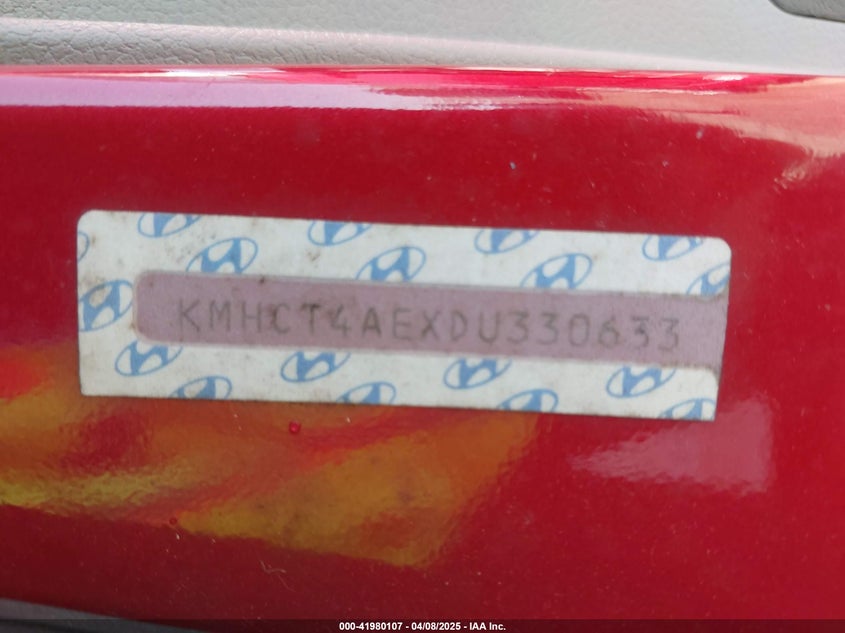 KMHCT4AEXDU330633
000-41980107 - 04/08/2025 - IAA Inc.